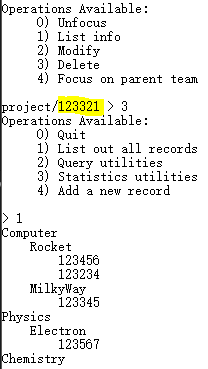 Operations Available:
0) Unfocus
1) List info
2) Modify
3) Delete
4) Focus on parent team
project/123321 > 3
Operations Available:
0) Quit
1) List out all records
2) Query utilities
3) Statistics utilities
4) Add a new record
> 1
Computer
Rocket
123456
123234
MilkyWay
123345
Physics
Electron
123567
Chemistry